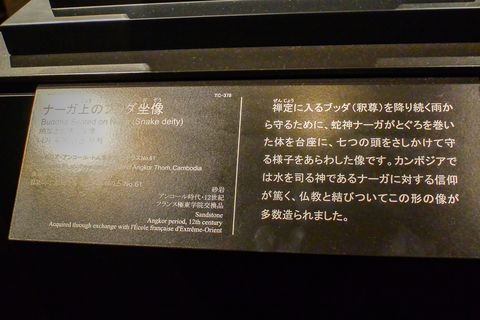 TC-378
ナーガ上のブッダ坐像
Buddha Seated on Naga (Snake deity)
Angkor Thom, Cambodia
No.61
砂岩
アンコール時代・12世紀
フランス極東学院交換品
Sandstone
Angkor period, 12th century
Acquired through exchange with l'École française d'Extrême-Orient
ぜんじょう
禅定に入るブッダ(釈尊)を降り続く雨か
ら守るために、蛇神ナーガがとぐろを巻い
た体を台座に、七つの頭をさしかけて守
る様子をあらわした像です。カンボジアで
は水を司る神であるナーガに対する信仰
が篤く、仏教と結びついてこの形の像が
多数造られました。